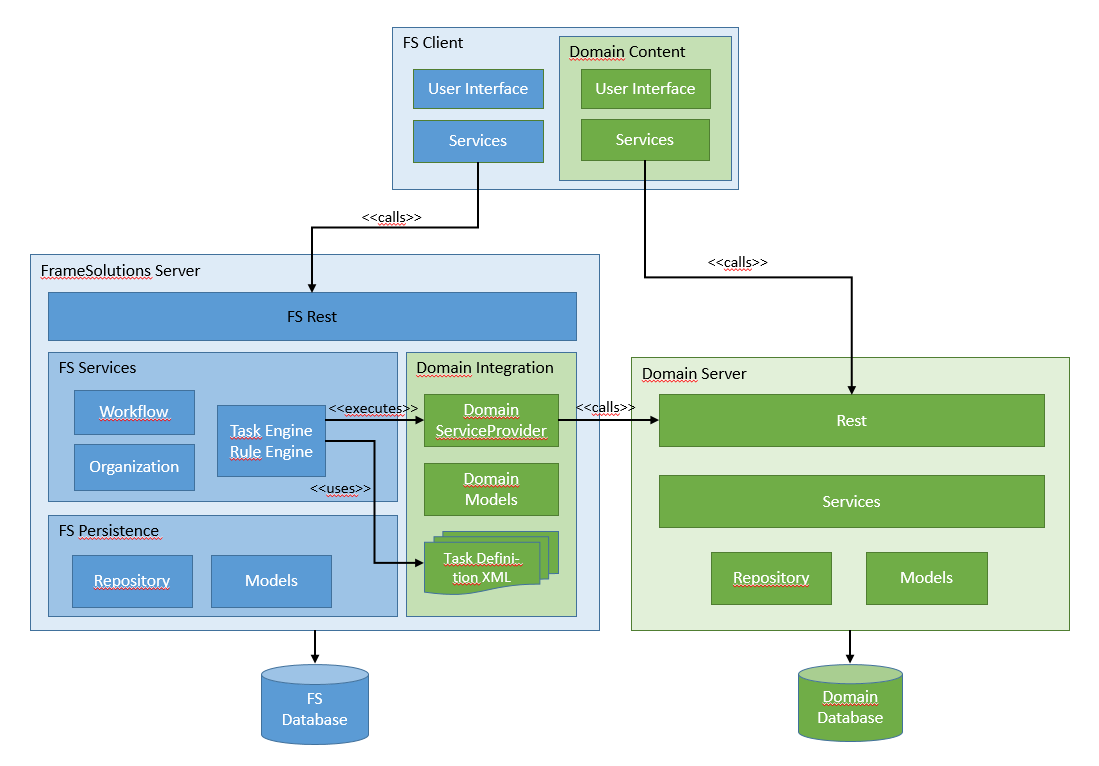 FS Client
Domain Content
User Interface
User Interface
Services
Services
<<calls>>
<<calls>>
FrameSolutions Server
FS Rest
FS Services
Workflow
Organization
Task Engine
Rule Engine
<<executes>>
<<uses>>
Domain Integration
Domain
ServiceProvider
<<calls>>
Domain
Models
Task Defini-
tion XML
FS Persistence
Repository
Models
Domain Server
Rest
Services
Repository
Models
FS
Database
Domain
Database